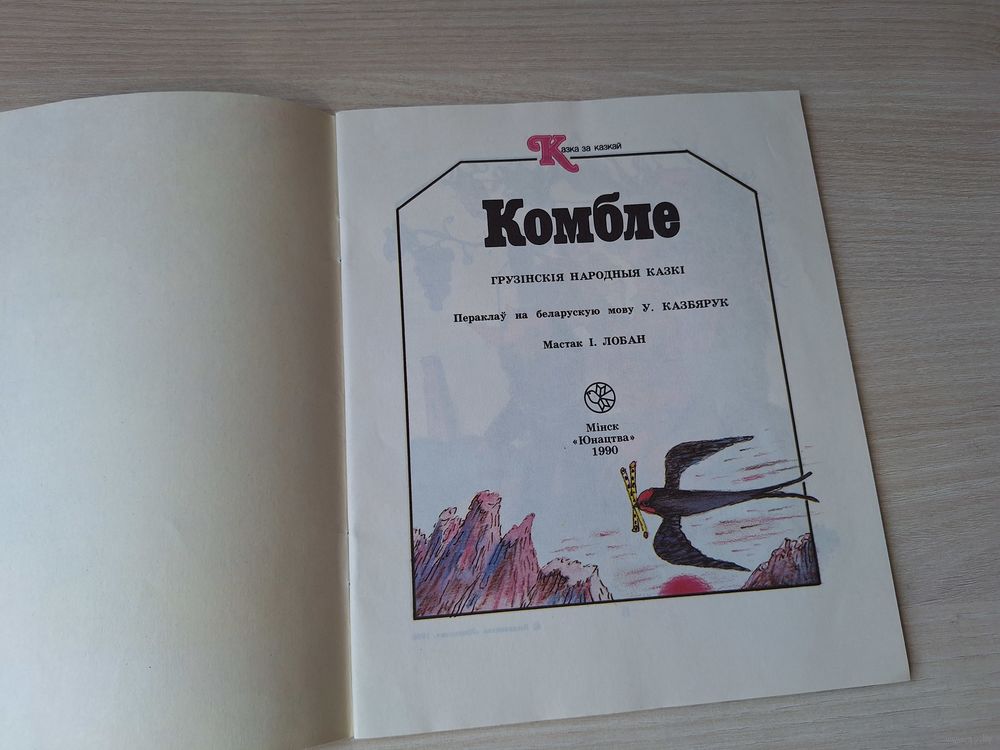 Казка за казкай
Комбле
ГРУЗІНСКІЯ НАРОДНЫЯ КАЗКІ
Пераклаў на беларускую мову У. КАЗБЯРУК
Мастак І. ЛОБАН
Мінск
«Юнацтва»
1990